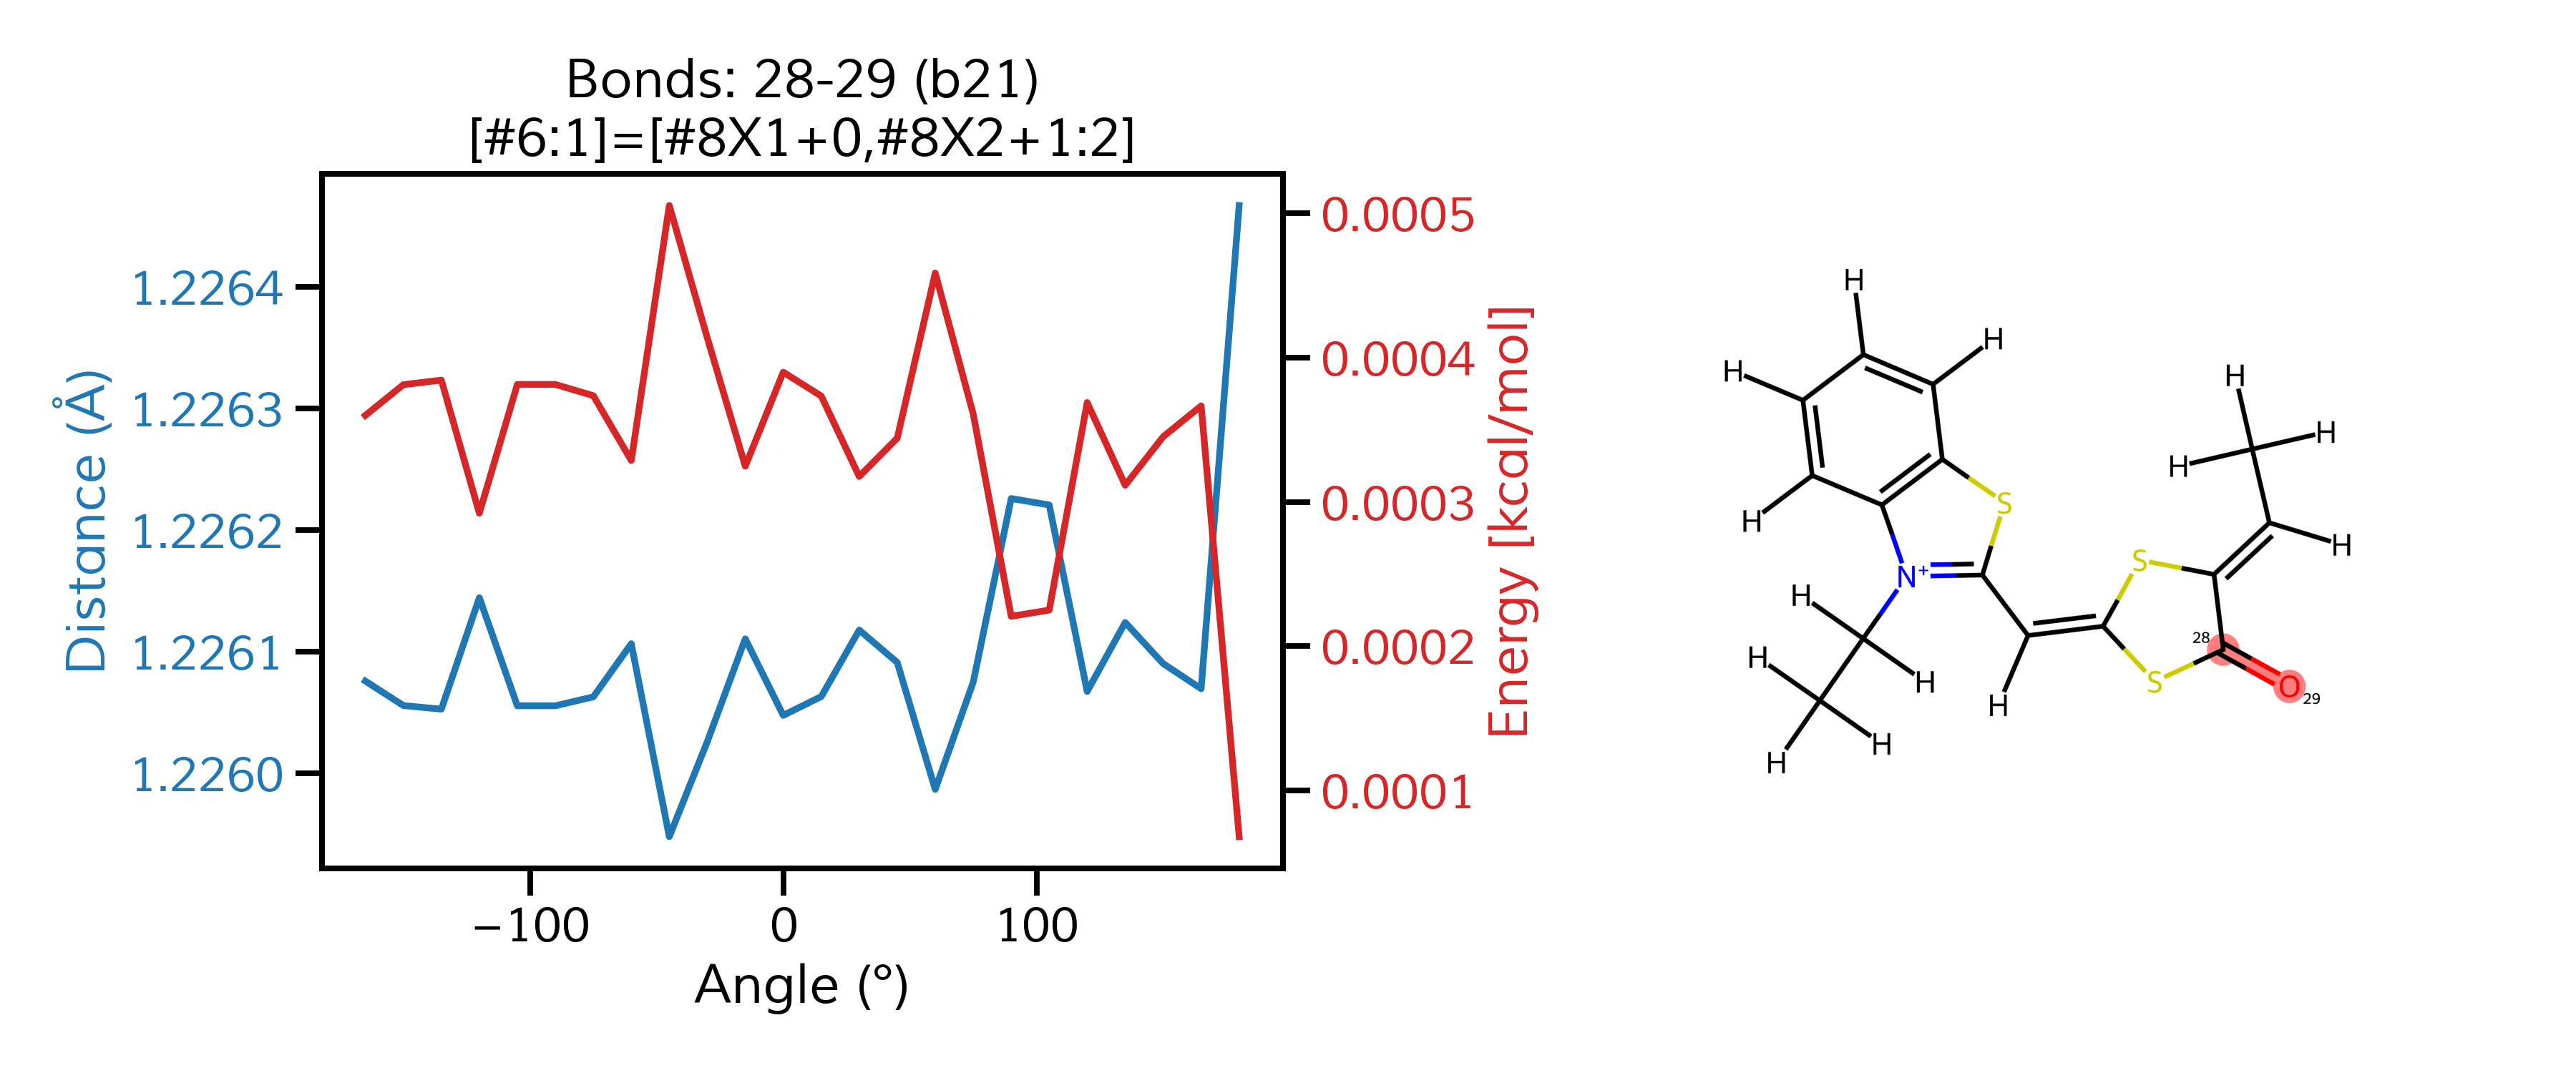 Bonds: 28-29 (b21)
[#6:1]=[#8X1+0,#8X2+1:2]
Distance (Å)
1.2264
1.2263
1.2262
1.2261
1.2260
−100
0
100
Angle (°)
0.0005
0.0004
0.0003
0.0002
0.0001
Energy [kcal/mol]
H
H
H
H
S
N⁺
H
H
H
H
H
H
S
S
28
O
29
H
H
H
H